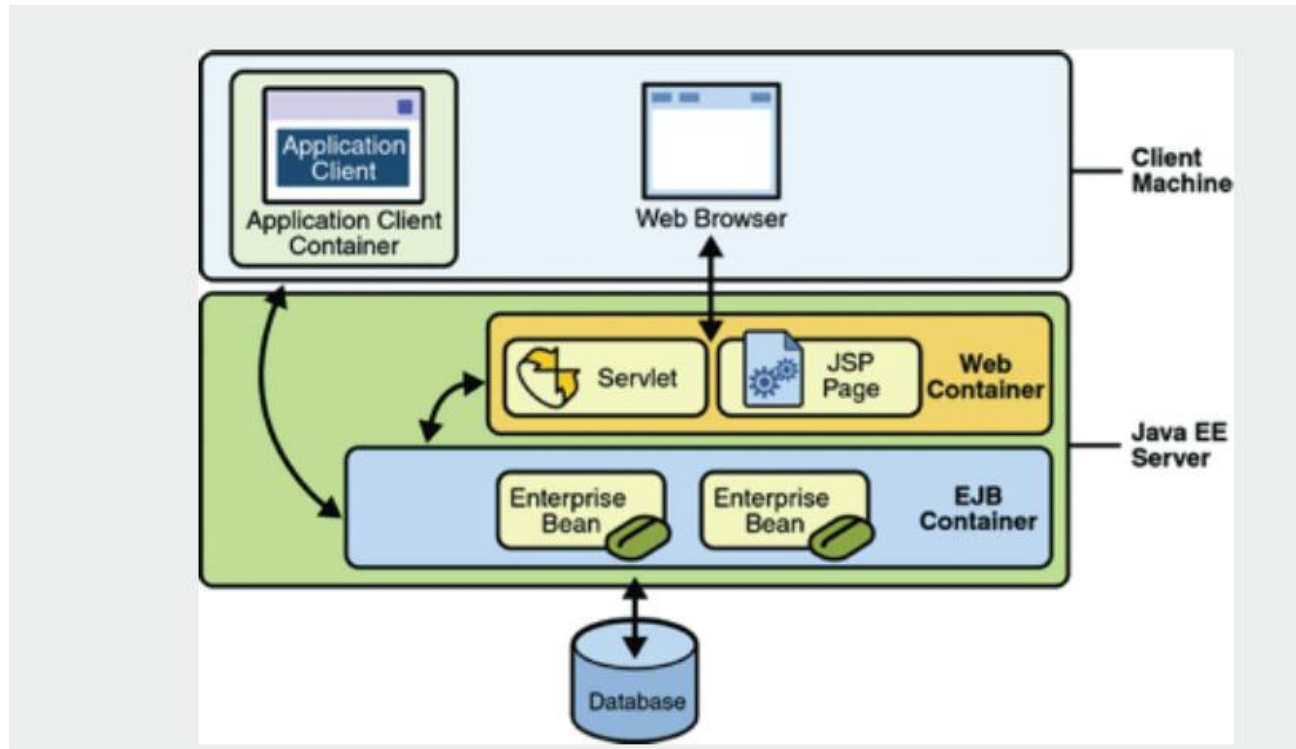 Application
Client
Application Client
Container
Web Browser
Client
Machine
Servlet
JSP
Page
Web
Container
Java EE
Server
Enterprise
Bean
Enterprise
Bean
EJB
Container
Database